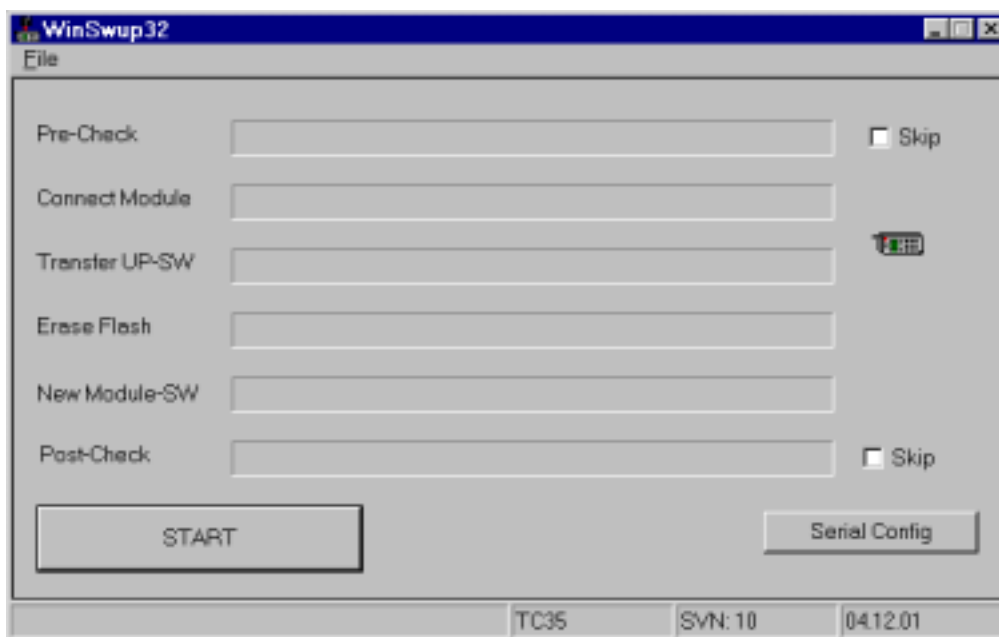 WinSwup32
File
Pre-Check
Skip
Connect Module
Transfer UP-SW
Erase Flash
New Module-SW
Post-Check
Skip
START
Serial Config
TC35
SVN: 10
04.12.01